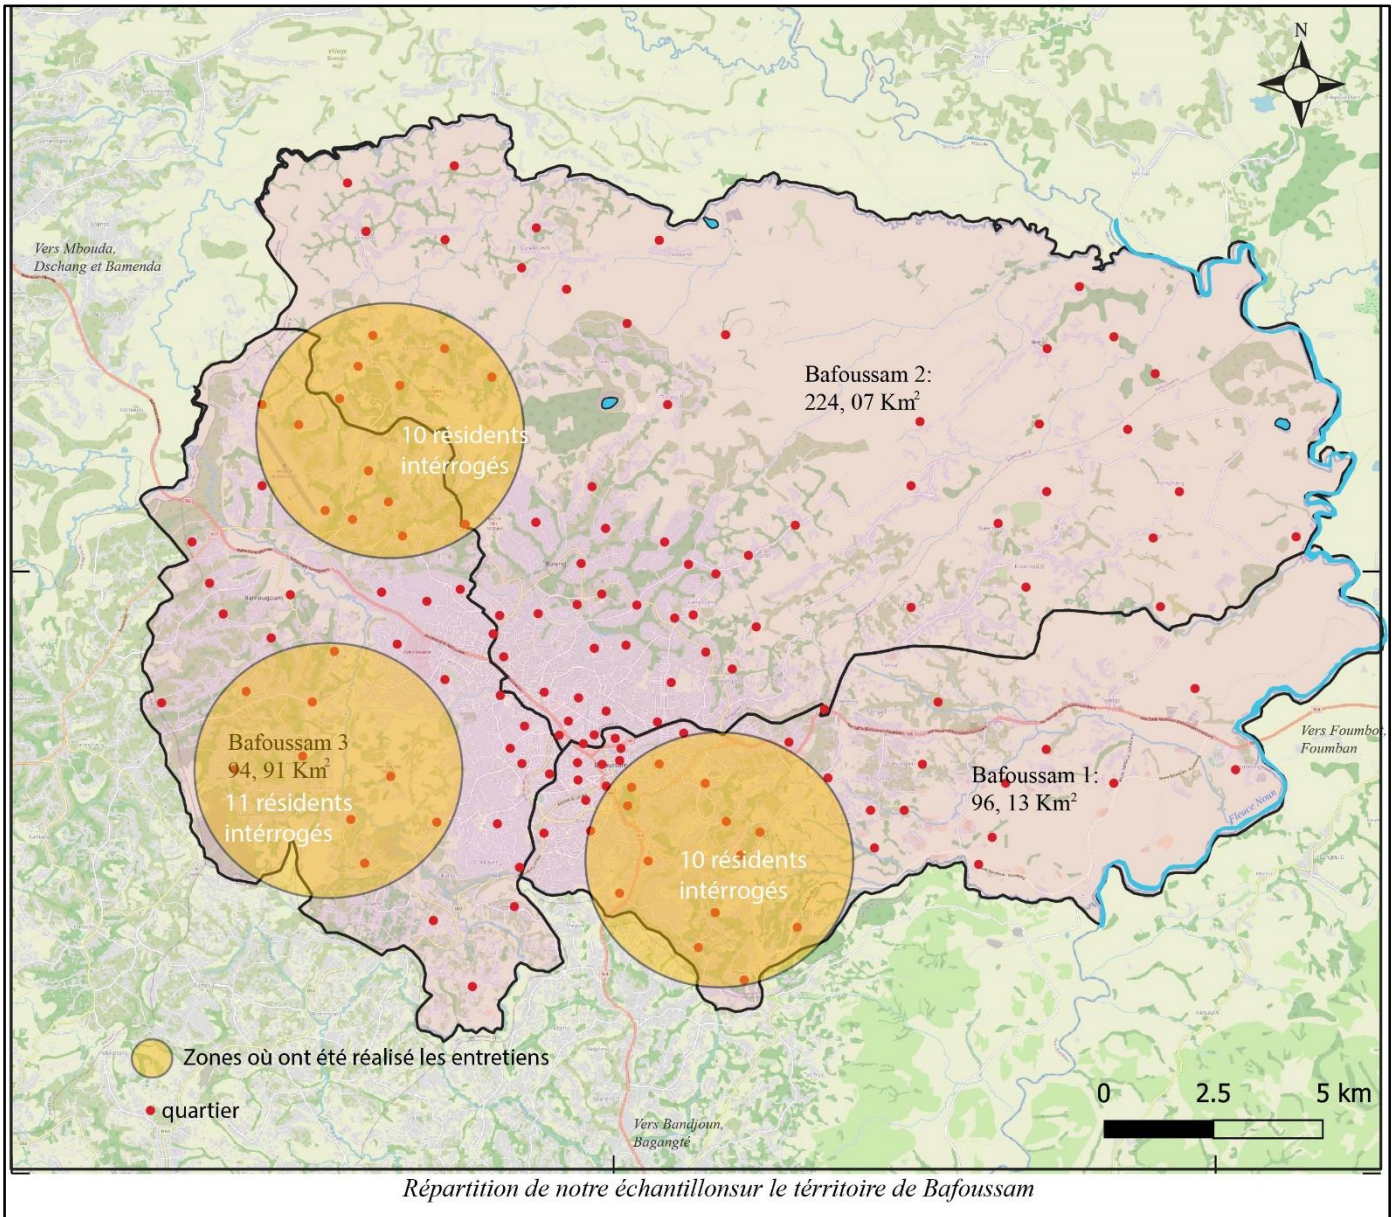 N
Vers Mbouda,
Dschang et Bamenda
Bafoussam 2:
224, 07 Km²
10 résidents
intérrogés
Baleng
Bamougoum
Vers Foumbot,
Foumban
Bafoussam 3
94, 91 Km²
11 résidents
intérrogés
Bafoussam 1:
96, 13 Km²
Fleuce Noun
10 résidents
intérrogés
Zones où ont été réalisé les entretiens
quartier
0 2.5 5 km
Vers Bandjoun,
Bagangté
Répartition de notre échantillonsur le térritoire de Bafoussam